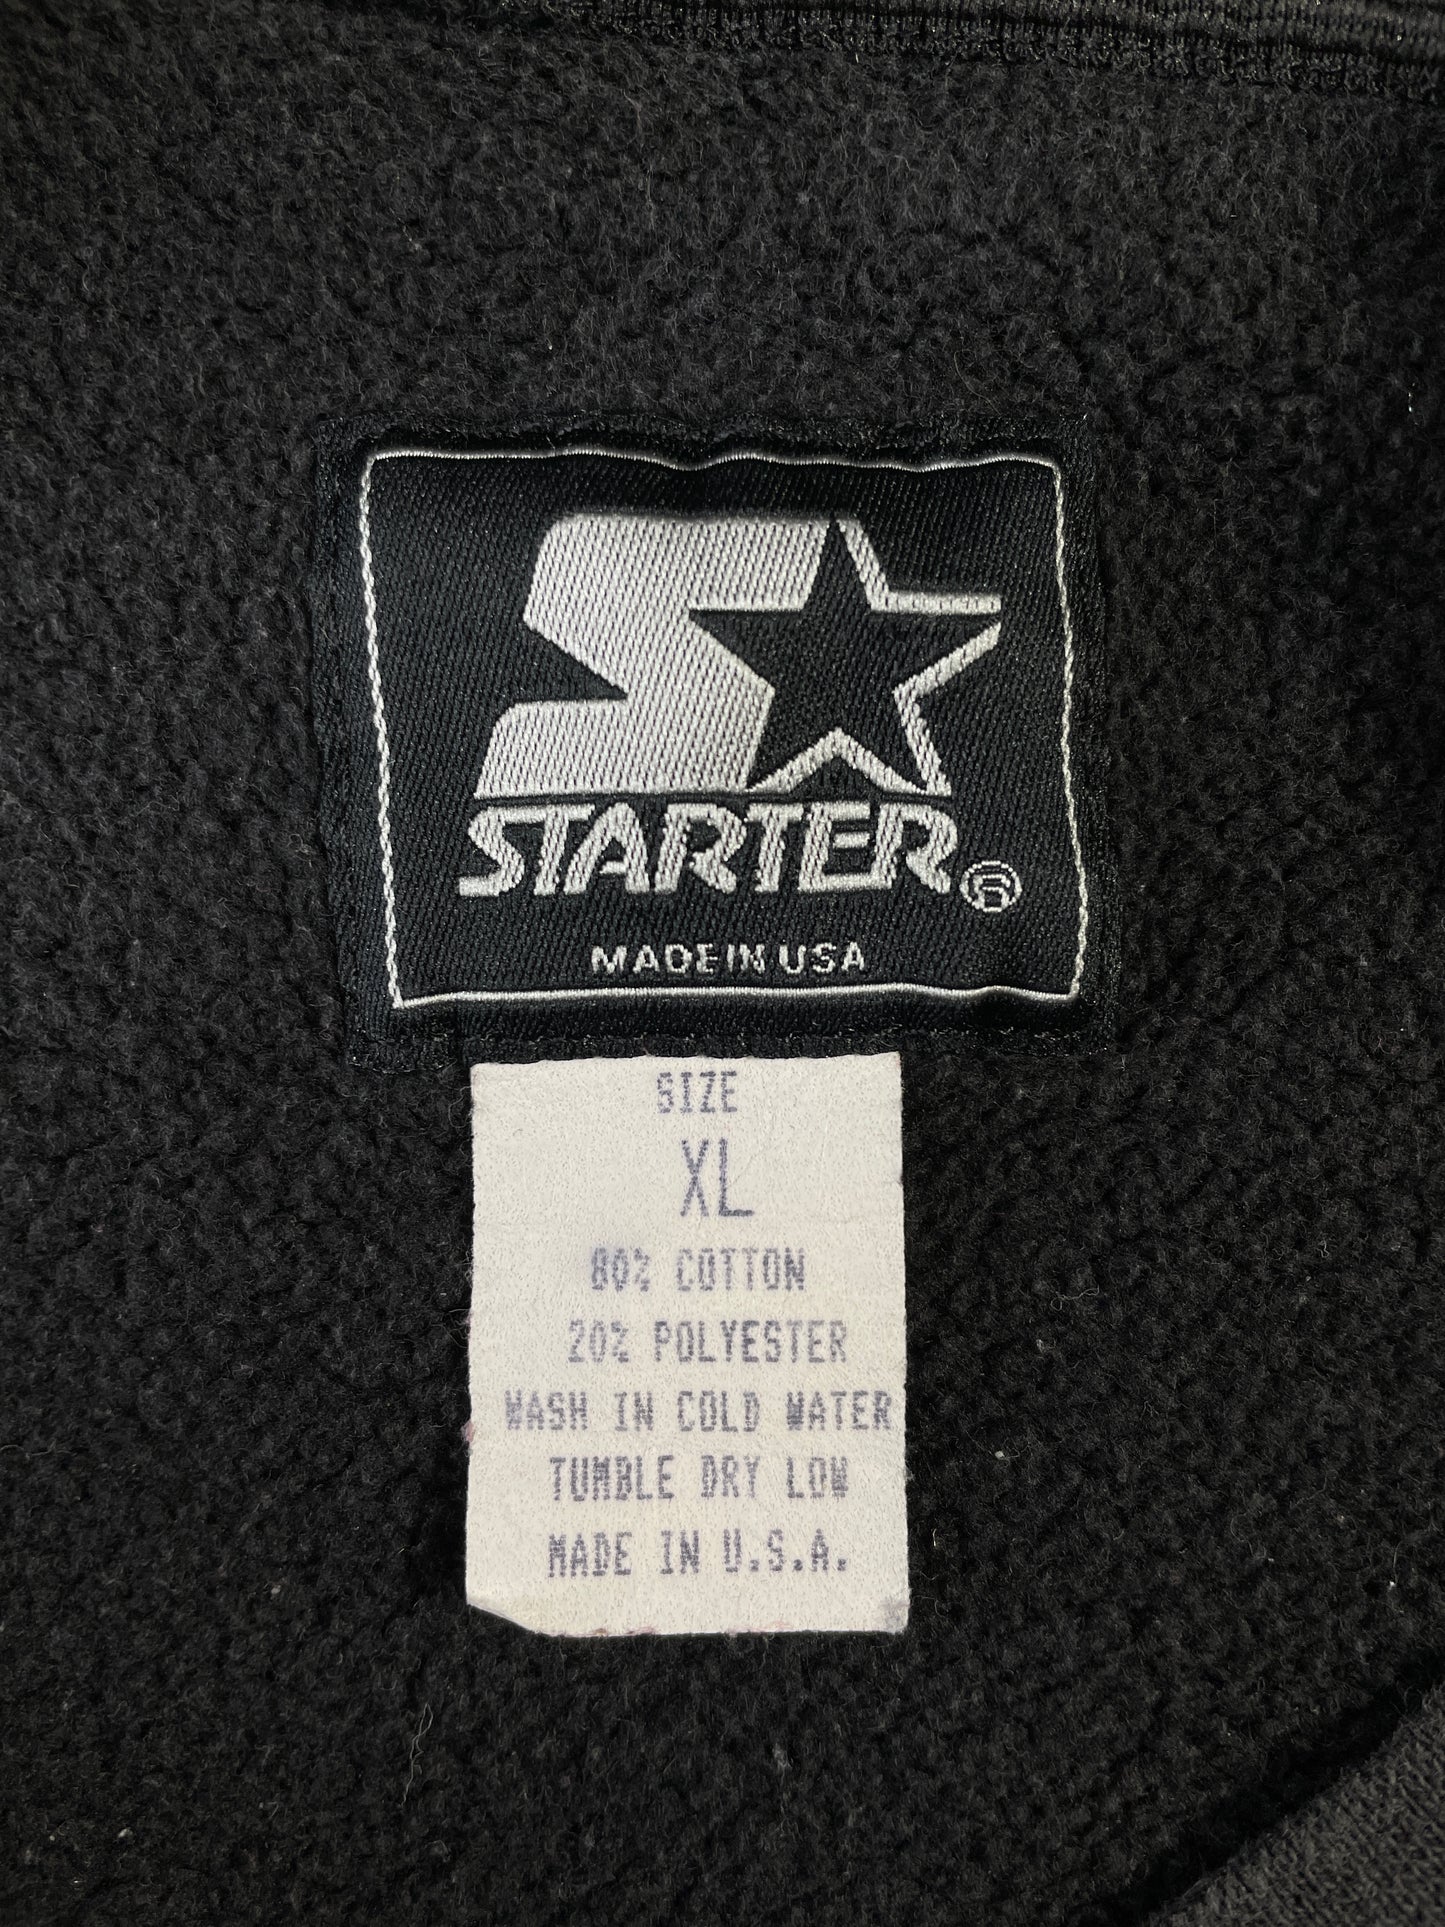 STARTER®
MADE IN USA
SIZE
XL
80% COTTON
20% POLYESTER
WASH IN COLD WATER
TUMBLE DRY LOW
MADE IN U.S.A.